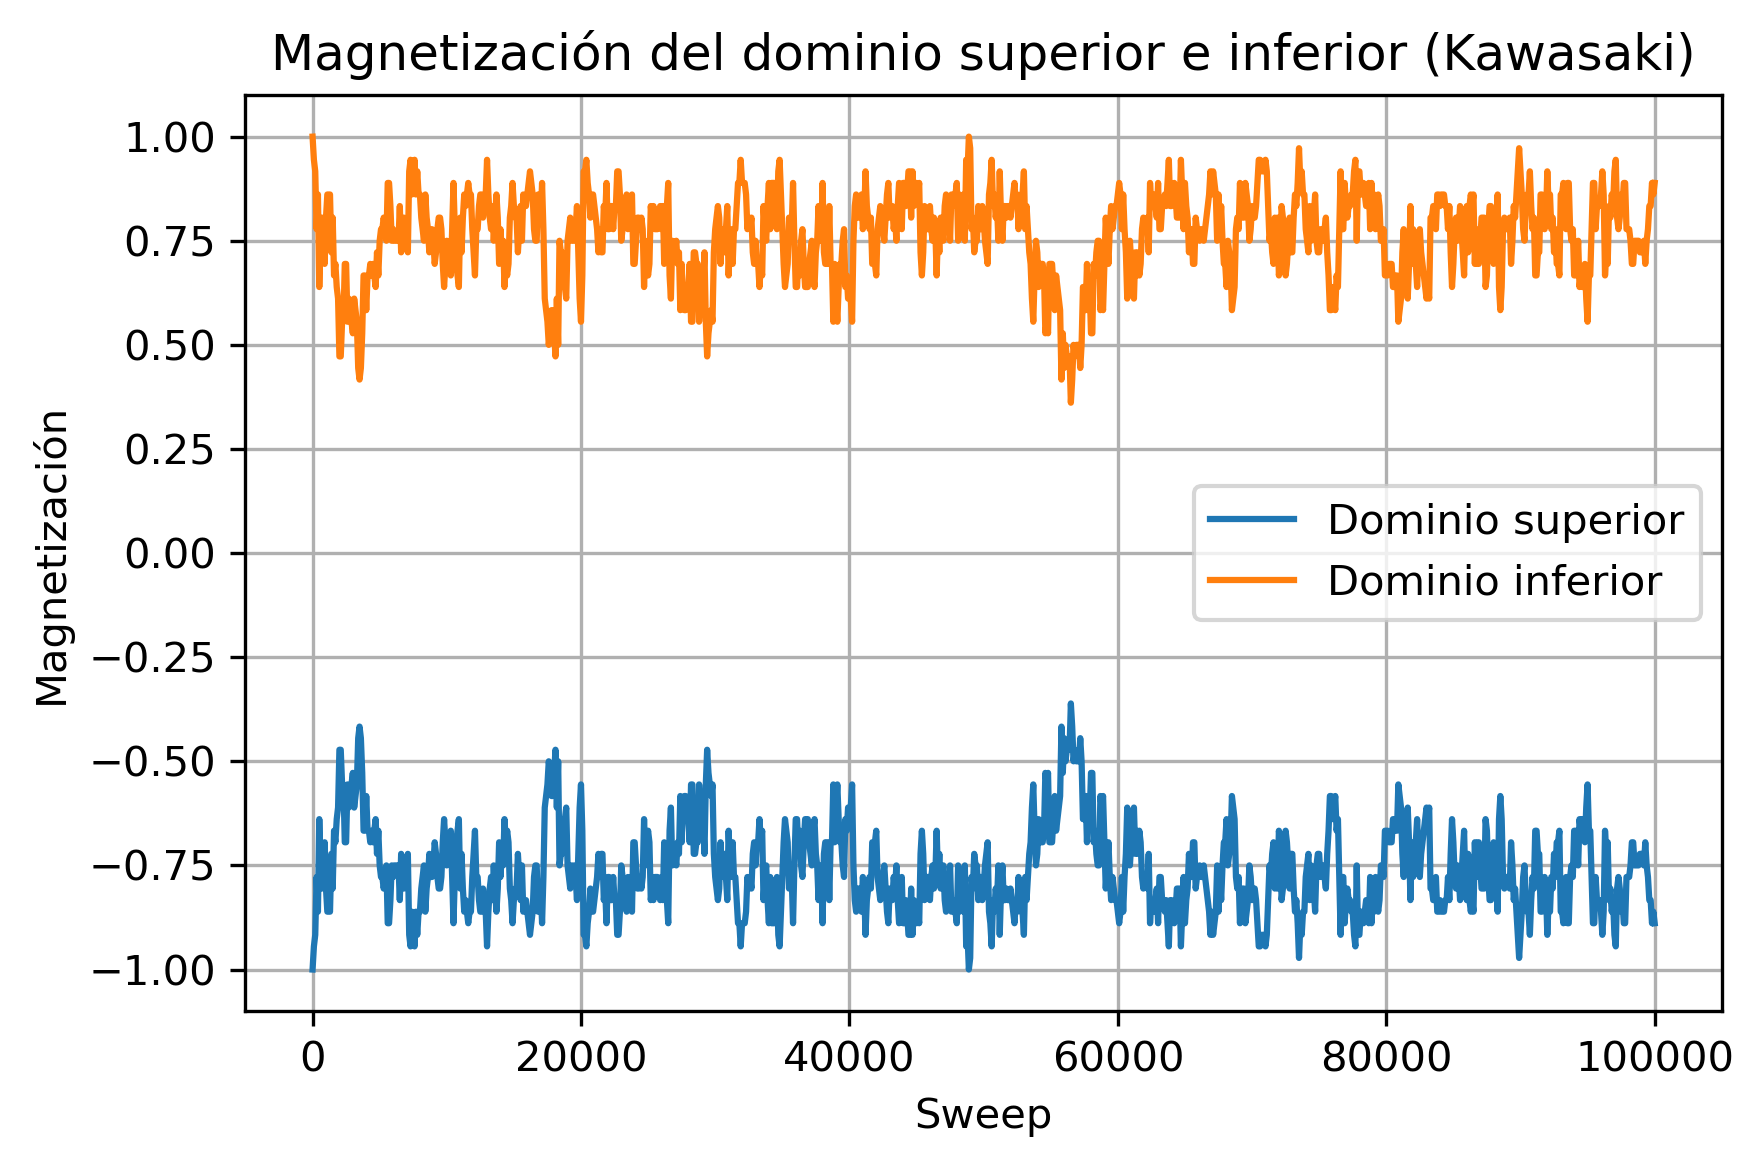 Magnetización del dominio superior e inferior (Kawasaki)
1.00
0.75
0.50
0.25
0.00
−0.25
−0.50
−0.75
−1.00
Magnetización
Dominio superior
Dominio inferior
0 20000 40000 60000 80000 100000
Sweep